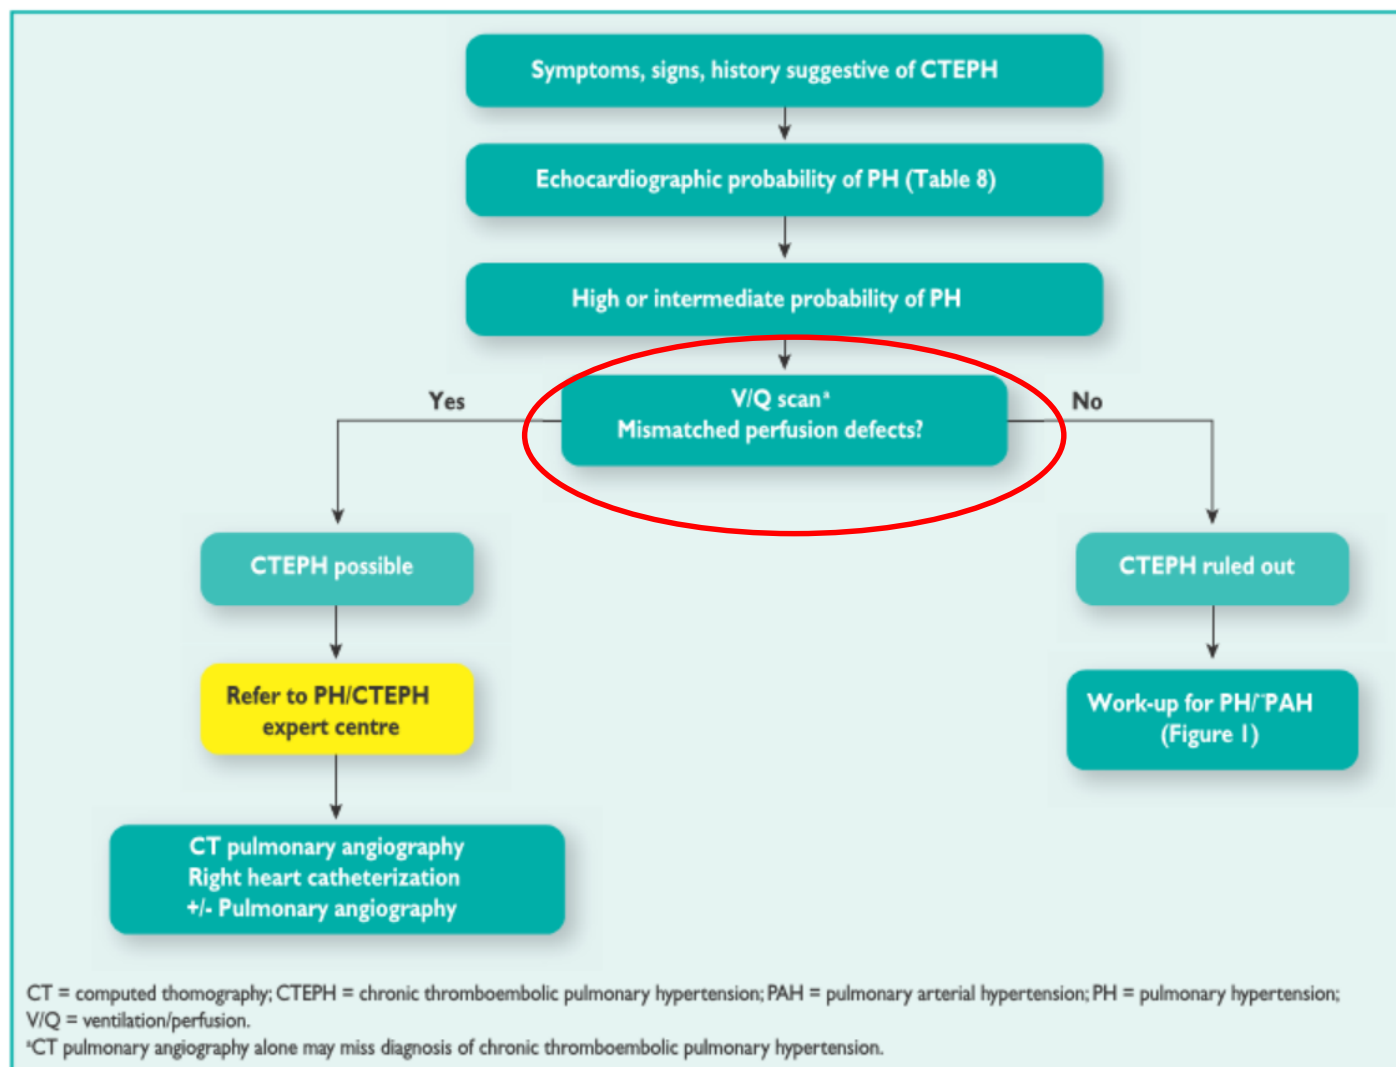 Symptoms, signs, history suggestive of CTEPH
Echocardiographic probability of PH (Table 8)
High or intermediate probability of PH
Yes
V/Q scanª
Mismatched perfusion defects?
No
CTEPH possible
CTEPH ruled out
Refer to PH/CTEPH
expert centre
Work-up for PH/PAH
(Figure 1)
CT pulmonary angiography
Right heart catheterization
+/- Pulmonary angiography
CT = computed thomography; CTEPH = chronic thromboembolic pulmonary hypertension; PAH = pulmonary arterial hypertension; PH = pulmonary hypertension;
V/Q = ventilation/perfusion.
ªCT pulmonary angiography alone may miss diagnosis of chronic thromboembolic pulmonary hypertension.